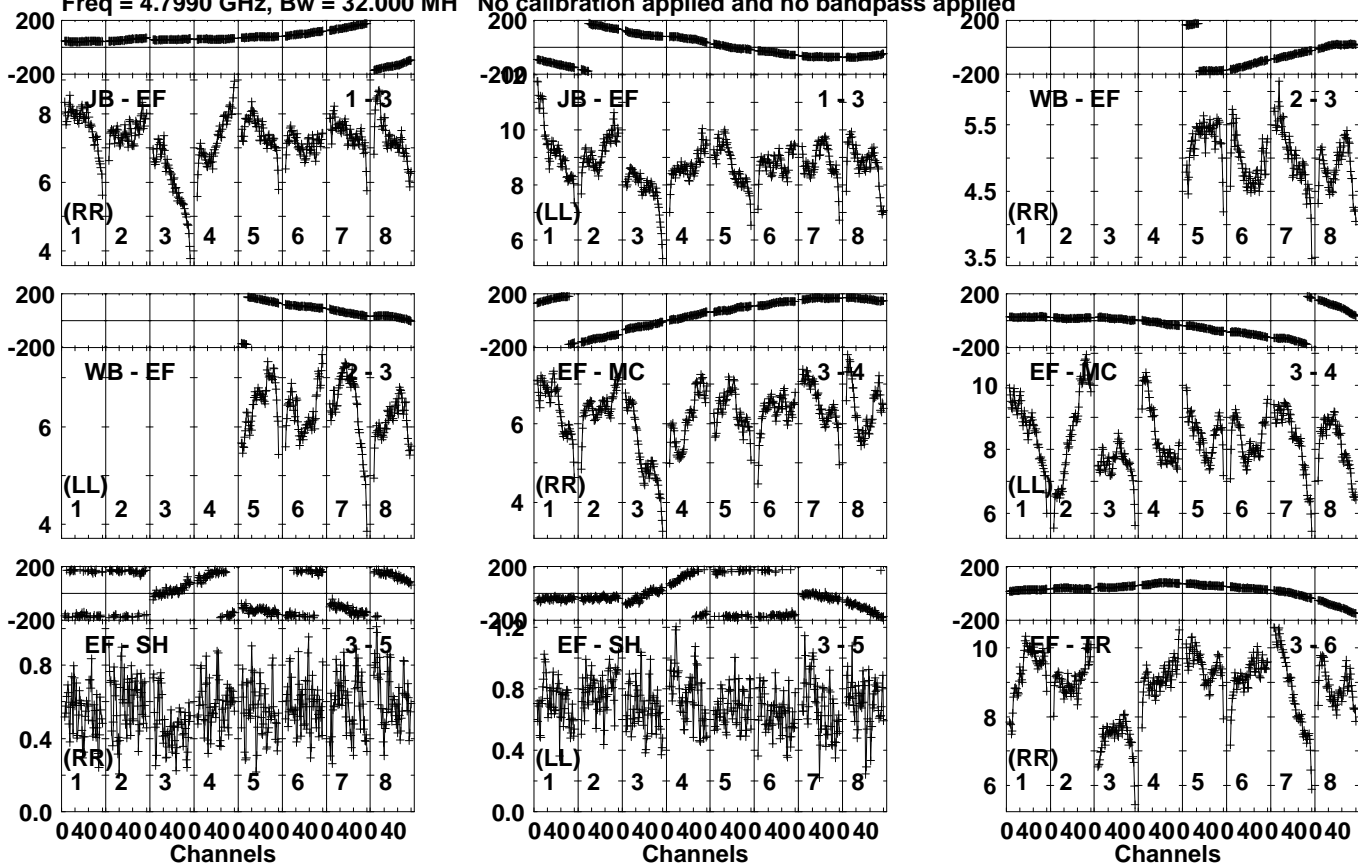 Freq = 4.7990 GHz, Bw = 32.000 MH No calibration applied and no bandpass applied
200
-200
JB - EF 1 - 3
8
6
4
(RR)
1 2 3 4 5 6 7 8
200
-200
12
JB - EF 1 - 3
10
8
6
(LL)
1 2 3 4 5 6 7 8
200
-200
WB - EF 2 - 3
5.5
4.5
3.5
(RR)
1 2 3 4 5 6 7 8
200
-200
WB - EF 2 - 3
6
4
(LL)
1 2 3 4 5 6 7 8
200
-200
EF - MC 3 - 4
6
4
(RR)
1 2 3 4 5 6 7 8
200
-200
EF - MC 3 - 4
10
8
6
(LL)
1 2 3 4 5 6 7 8
200
-200
EF - SH 3 - 5
0.8
0.4
0.0
(RR)
1 2 3 4 5 6 7 8
0 40 0 40 0 40 0 40 0 40 0 40 0 40 0 40
Channels
200
-200
1.2
EF - SH 3 - 5
0.8
0.4
0.0
(LL)
1 2 3 4 5 6 7 8
0 40 0 40 0 40 0 40 0 40 0 40 0 40 0 40
Channels
200
-200
EF - TR 3 - 6
10
8
6
(RR)
1 2 3 4 5 6 7 8
0 40 0 40 0 40 0 40 0 40 0 40 0 40 0 40
Channels